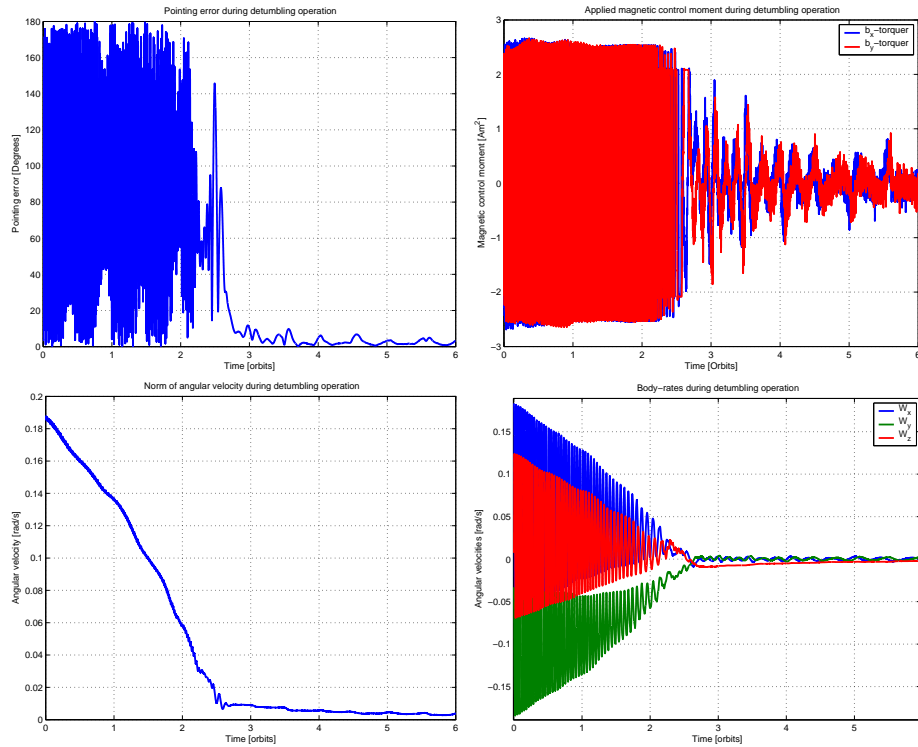 Pointing error during detumbling operation
180
160
140
120
100
80
60
40
20
0
Pointing error [Degrees]
0 1 2 3 4 5 6
Time [orbits]
Applied magnetic control moment during detumbling operation
b_x−torquer
b_y−torquer
3
2
1
0
−1
−2
−3
Magnetic control moment [Am²]
0 1 2 3 4 5 6
Time [Orbits]
Norm of angular velocity during detumbling operation
0.2
0.18
0.16
0.14
0.12
0.1
0.08
0.06
0.04
0.02
0
Angular velocity [rad/s]
0 1 2 3 4 5 6
Time [orbits]
Body−rates during detumbling operation
W_x
W_y
W_z
0.15
0.1
0.05
0
−0.05
−0.1
−0.15
Angular velocities [rad/s]
0 1 2 3 4 5 6
Time [orbits]